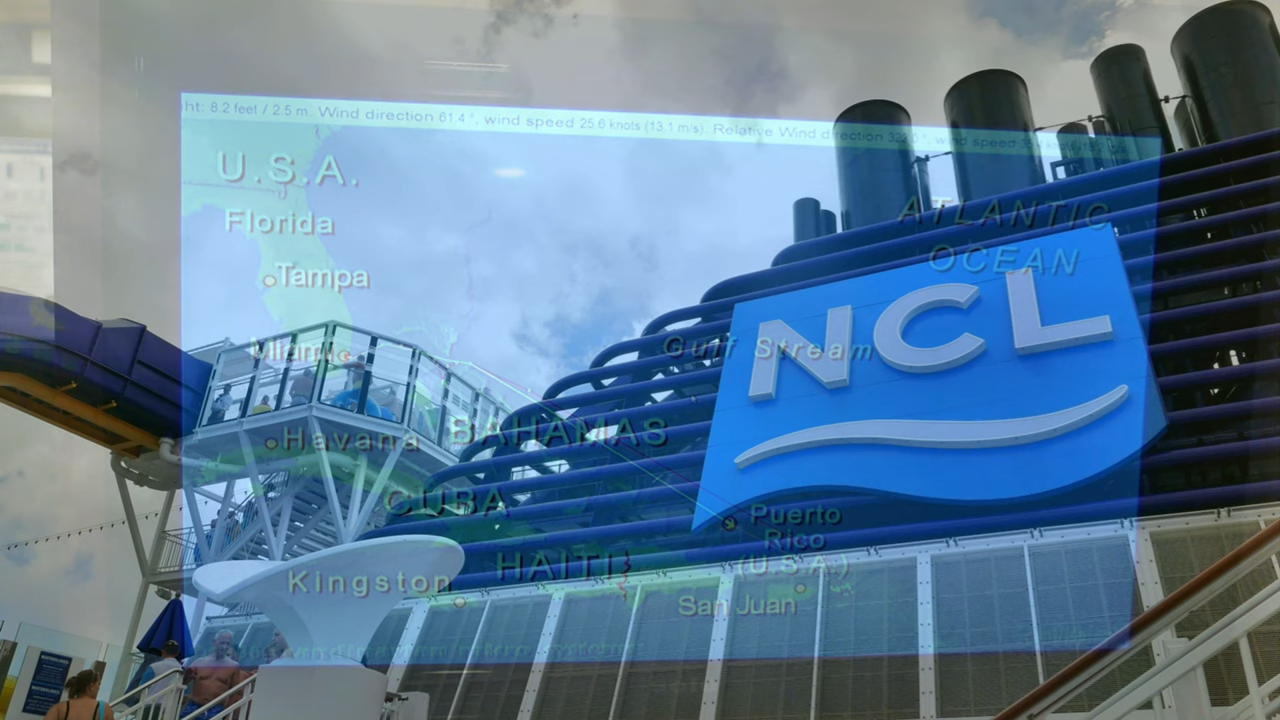 ht: 8.2 feet / 2.5 m. Wind direction 61.4 °, wind speed 25.6 knots (13.1 m/s). Relative Wind direction
U.S.A.
Florida
Tampa
ATLANTIC
OCEAN
NCL
Miami
Gulf Stream
Havana
BAHAMAS
CUBA
Puerto
Rico
(U.S.A.)
HAITI
Kingston
San Juan